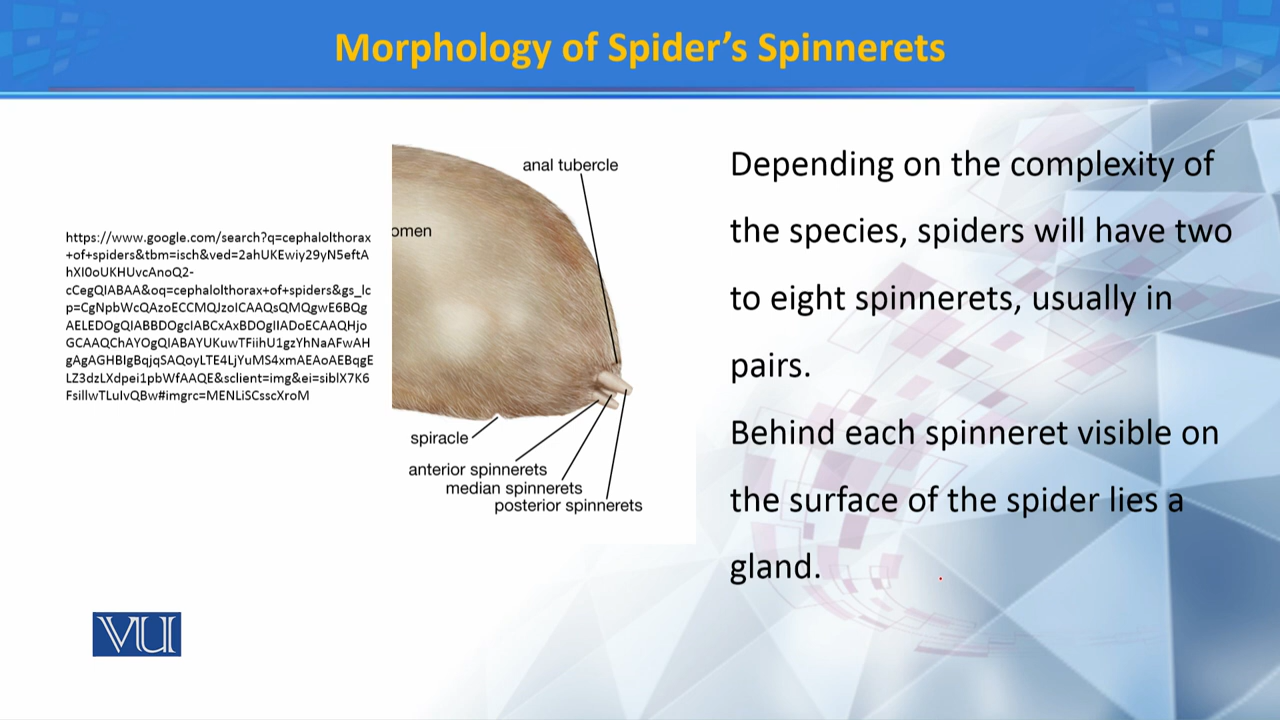 Morphology of Spider’s Spinnerets
https://www.google.com/search?q=cephalolthorax
+of+spiders&tbm=isch&ved=2ahUKEwiy29yN5eftA
hXI0oUKHUvcAnoQ2-
cCegQIABAA&oq=cephalolthorax+of+spiders&gs_lc
p=CgNpbWcQAzoECCMQJzoICAAQsQMQgwE6BQg
AELEDOgQIABBDOgcIABCxAxBDOgIIADoECAAQHjo
GCAAQChAYOgQIABAYUKuwTFiihU1gzYhNaAFwAH
gAgAGHBIgBqjqSAQoyLTE4LjYuMS4xmAEAoAEBqgE
LZ3dzLXdpei1pbWfAAQE&sclient=img&ei=siblX7K6
FsillwTLulvQBw#imgrc=MENLiSCsscXroM
anal tubercle
omen
spiracle
anterior spinnerets
median spinnerets
posterior spinnerets
Depending on the complexity of
the species, spiders will have two
to eight spinnerets, usually in
pairs.
Behind each spinneret visible on
the surface of the spider lies a
gland.
VU